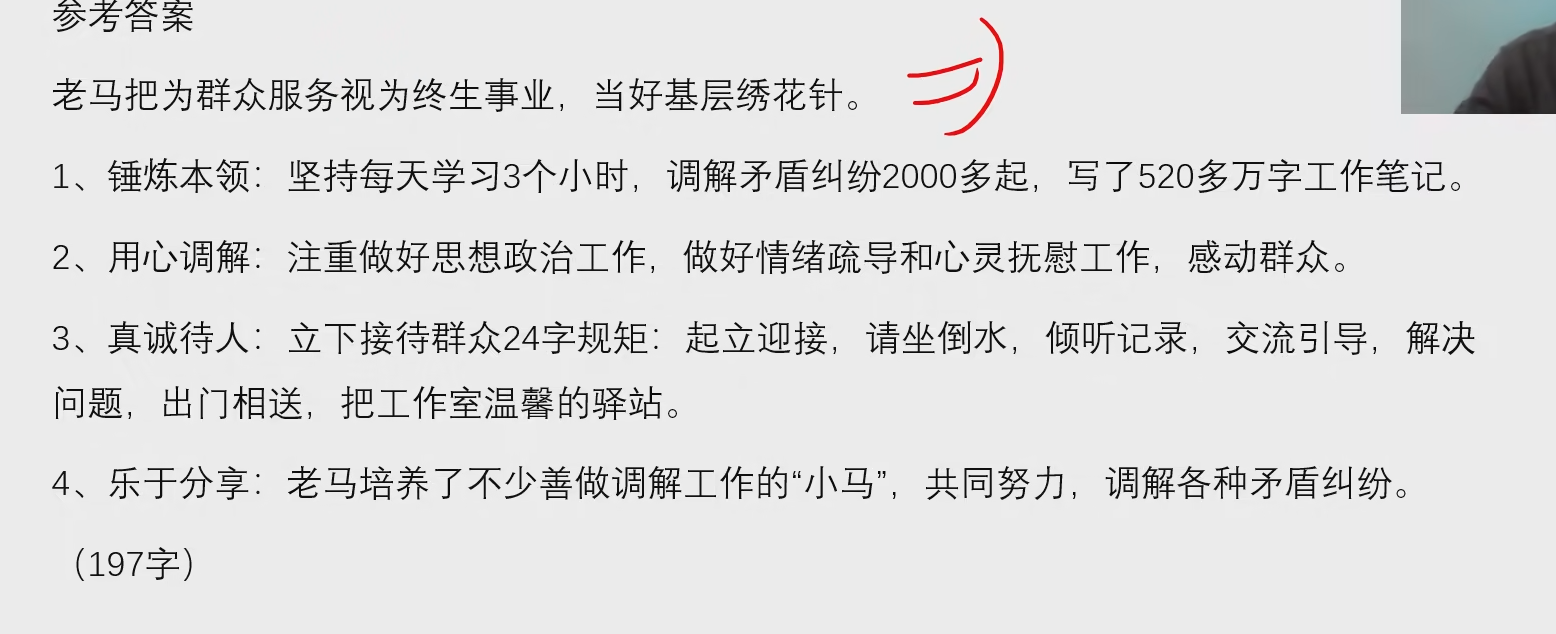 参考答案
老马把为群众服务视为终生事业，当好基层绣花针。
1、锤炼本领：坚持每天学习3个小时，调解矛盾纠纷2000多起，写了520多万字工作笔记。
2、用心调解：注重做好思想政治工作，做好情绪疏导和心灵抚慰工作，感动群众。
3、真诚待人：立下接待群众24字规矩：起立迎接，请坐倒水，倾听记录，交流引导，解决
问题，出门相送，把工作室温馨的驿站。
4、乐于分享：老马培养了不少善做调解工作的“小马”，共同努力，调解各种矛盾纠纷。
（197字）